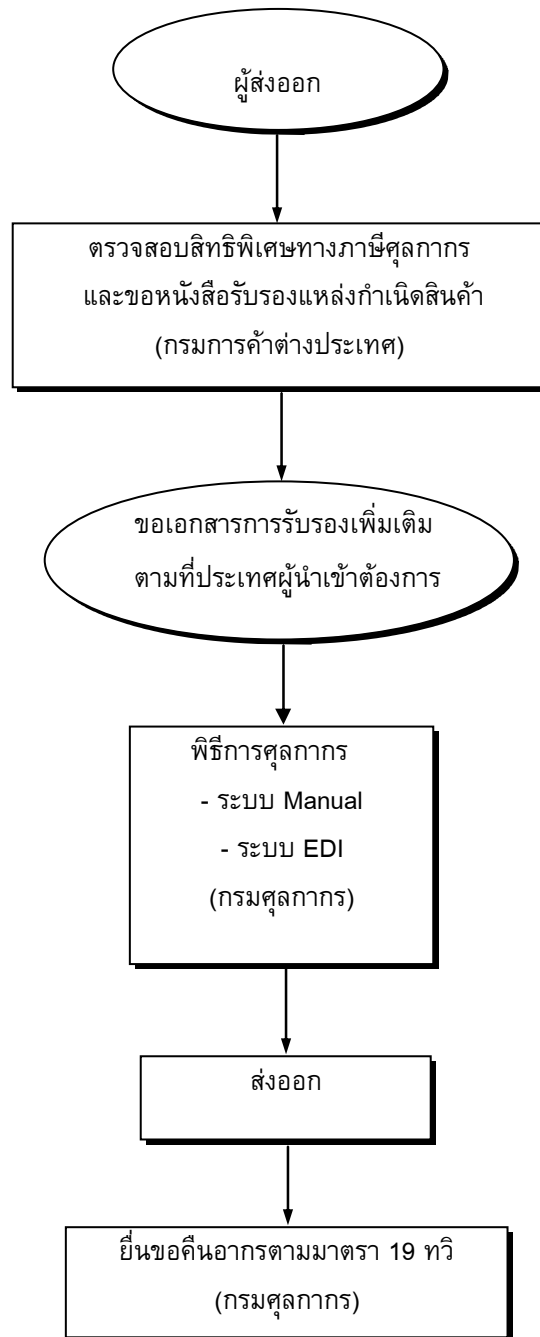 ผู้ส่งออก
ตรวจสอบสิทธิพิเศษทางภาษีศุลกากร
และขอหนังสือรับรองแหล่งกำเนิดสินค้า
(กรมการค้าต่างประเทศ)
ขอเอกสารการรับรองเพิ่มเติม
ตามที่ประเทศผู้นำเข้าต้องการ
พิธีการศุลกากร
- ระบบ Manual
- ระบบ EDI
(กรมศุลกากร)
ส่งออก
ยื่นขอคืนอากรตามมาตรา 19 ทวิ
(กรมศุลกากร)